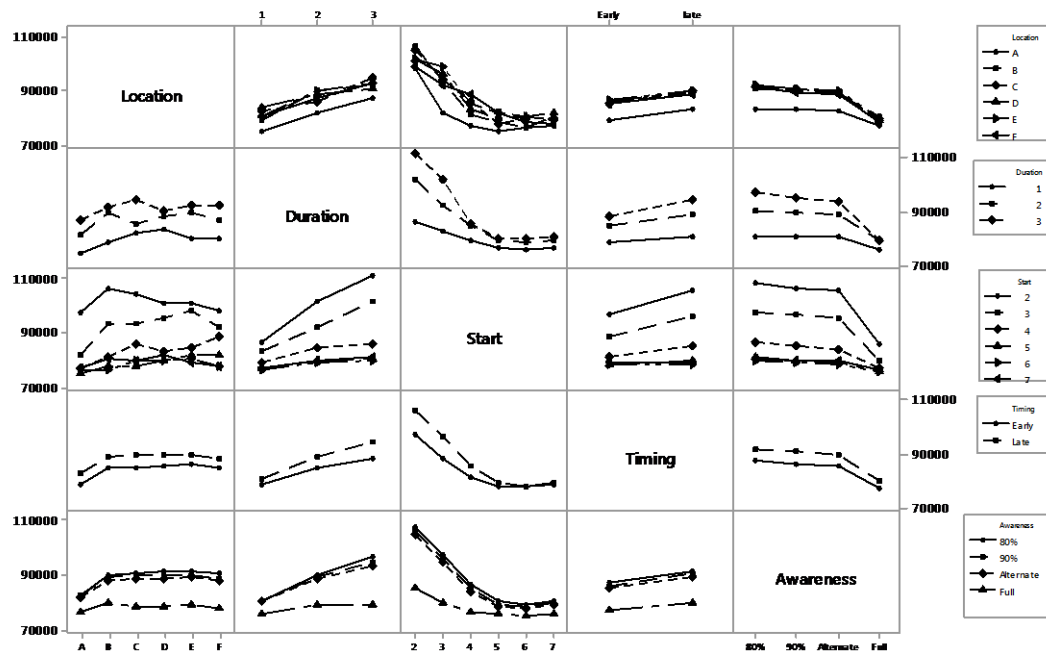 1 2 3 Early late
110000
90000
70000
Location
Location
A
B
C
D
E
F
Duration
110000
90000
70000
Duration
1
2
3
110000
90000
70000
Start
Start
2
3
4
5
6
7
Timing
110000
90000
70000
Timing
Early
Late
110000
90000
70000
Awareness
Awareness
80%
90%
Alternate
Full
A B C D E F 2 3 4 5 6 7 80% 90% Alternate Full